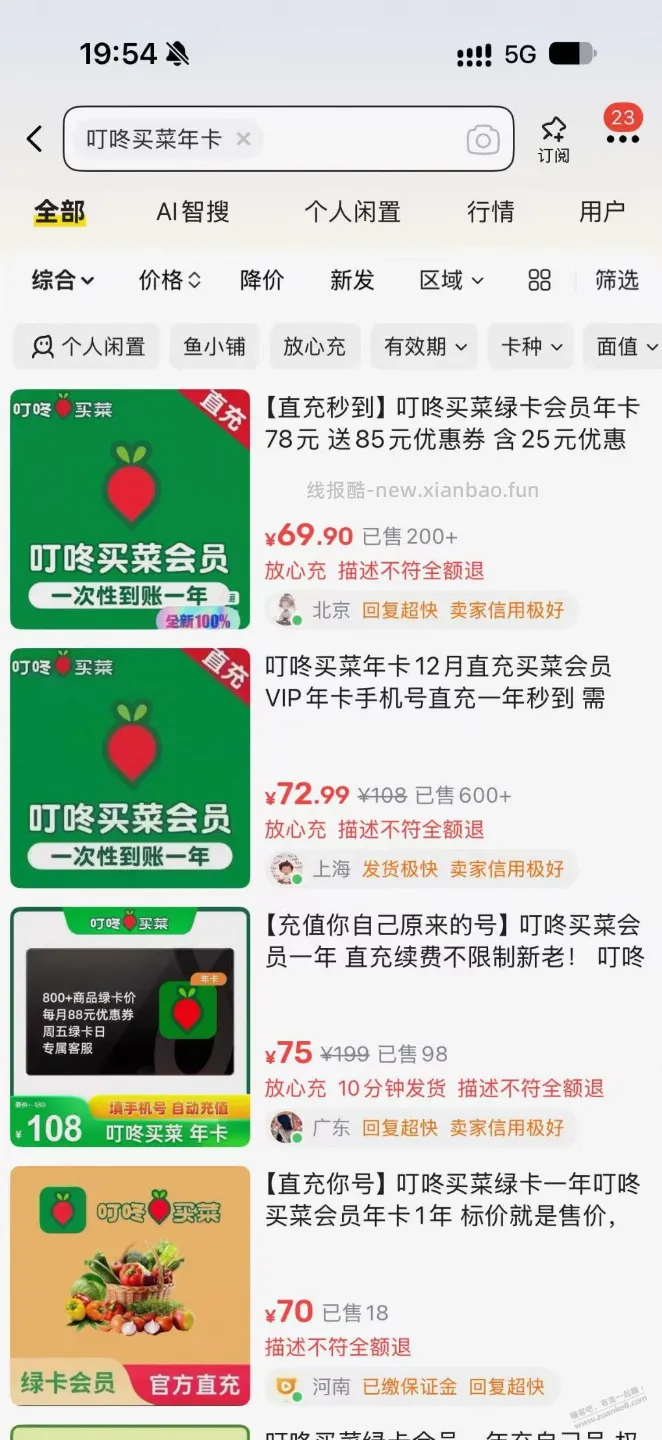 19:54
5G
叮咚买菜年卡
订阅
23
全部 AI智搜 个人闲置 行情 用户
综合 价格 降价 新发 区域 筛选
个人闲置 鱼小铺 放心充 有效期 卡种 面值
叮咚买菜
直充
叮咚买菜会员
一次性到账一年
全新100%
【直充秒到】叮咚买菜绿卡会员年卡
78元 送85元优惠券 含25元优惠
线报酷-new.xianbao.fun
¥69.90 已售200+
放心充 描述不符全额退
北京 回复超快 卖家信用极好
叮咚买菜
直充
叮咚买菜会员
一次性到账一年
叮咚买菜年卡12月直充买菜会员
VIP年卡手机号直充一年秒到 需
¥72.99 ¥108 已售600+
放心充 描述不符全额退
上海 发货极快 卖家信用极好
叮咚买菜
年卡
800+商品绿卡价
每月88元优惠券
周五绿卡日
专属客服
填手机号 自动充值
¥108 叮咚买菜 年卡
【充值你自己原来的号】叮咚买菜会
员一年 直充续费不限制新老！ 叮咚
¥75 ¥199 已售98
放心充 10分钟发货 描述不符全额退
广东 回复超快 卖家信用极好
叮咚买菜
绿卡会员 官方直充
【直充你号】叮咚买菜绿卡一年叮咚
买菜会员年卡1年 标价就是售价，
¥70 已售18
描述不符全额退
河南 已缴保证金 回复超快
www.zuanke8.com